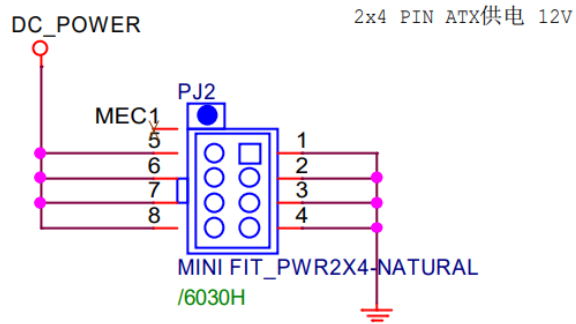 2x4 PIN ATX供电 12V
DC_POWER
PJ2
MEC1
5
1
6
2
7
3
8
4
MINI FIT_PWR2X4-NATURAL
/6030H